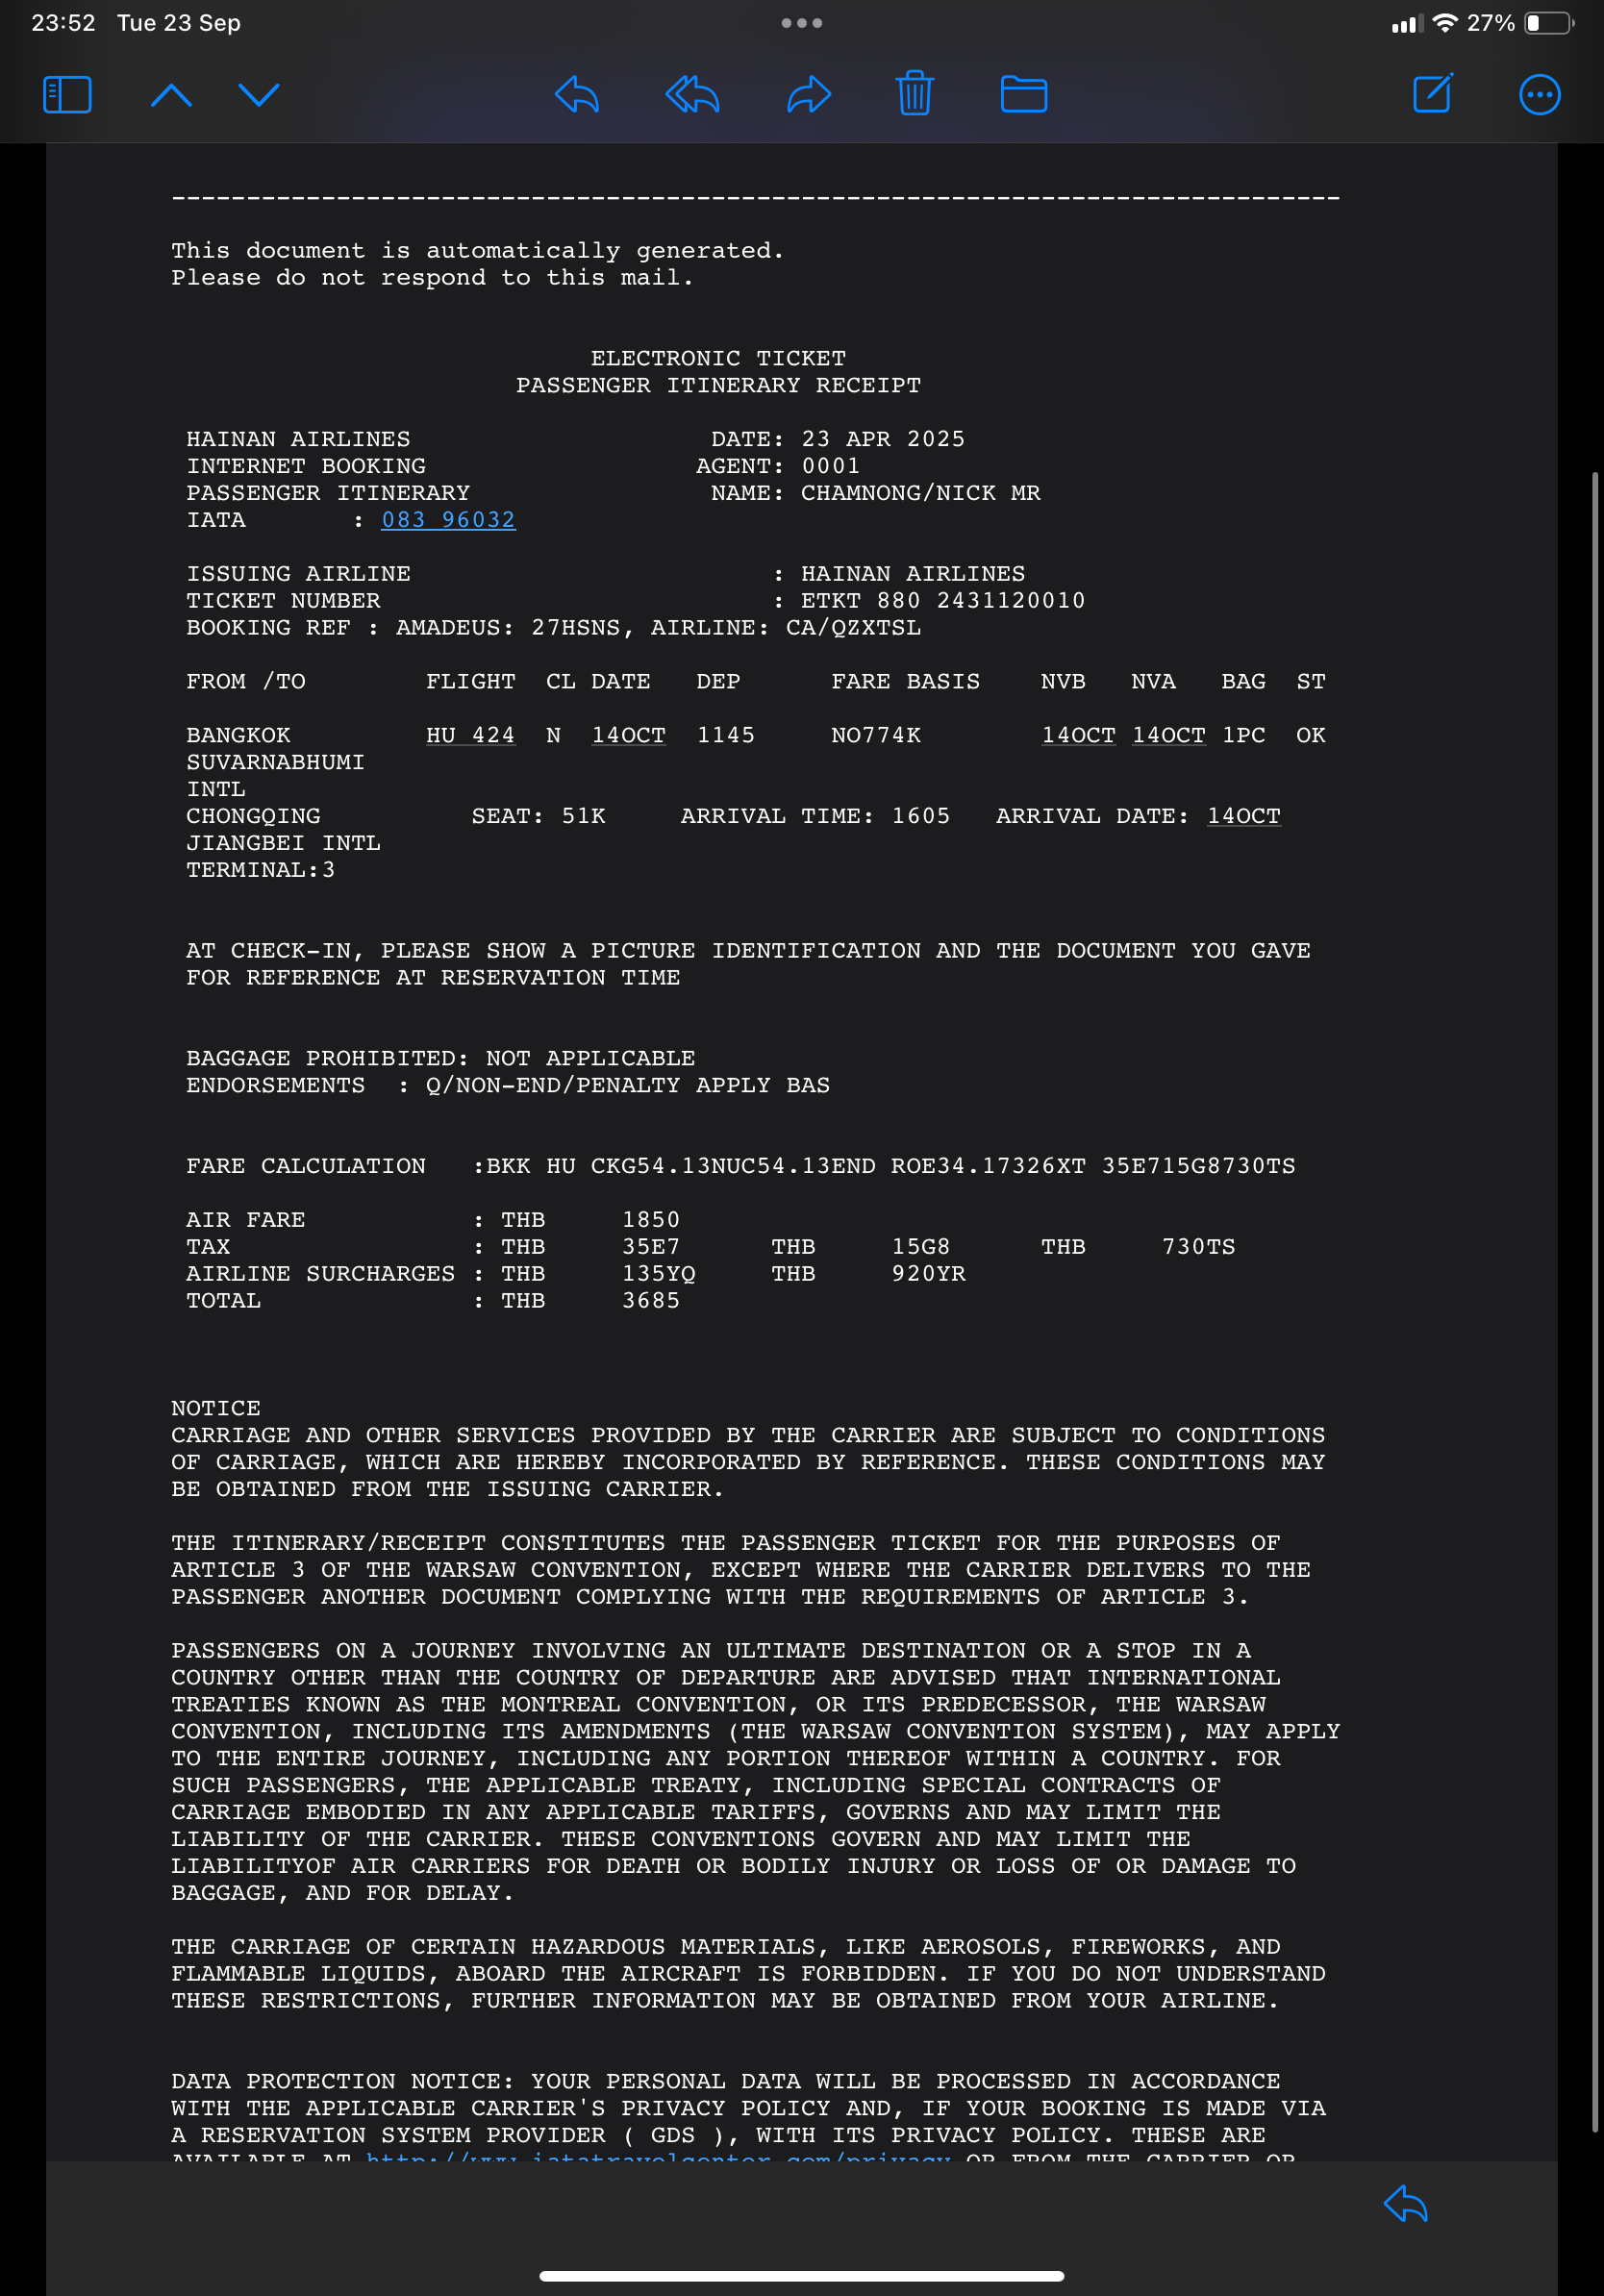 23:52 Tue 23 Sep 27%
--------------------------------------------------------------------------------
This document is automatically generated.
Please do not respond to this mail.
ELECTRONIC TICKET
PASSENGER ITINERARY RECEIPT
HAINAN AIRLINES DATE: 23 APR 2025
INTERNET BOOKING AGENT: 0001
PASSENGER ITINERARY NAME: CHAMNONG/NICK MR
IATA : 083 96032
ISSUING AIRLINE : HAINAN AIRLINES
TICKET NUMBER : ETKT 880 2431120010
BOOKING REF : AMADEUS: 27HSNS, AIRLINE: CA/QZXTSL
FROM /TO FLIGHT CL DATE DEP FARE BASIS NVB NVA BAG ST
BANGKOK HU 424 N 14OCT 1145 NO774K 14OCT 14OCT 1PC OK
SUVARNABHUMI
INTL
CHONGQING SEAT: 51K ARRIVAL TIME: 1605 ARRIVAL DATE: 14OCT
JIANGBEI INTL
TERMINAL:3
AT CHECK-IN, PLEASE SHOW A PICTURE IDENTIFICATION AND THE DOCUMENT YOU GAVE
FOR REFERENCE AT RESERVATION TIME
BAGGAGE PROHIBITED: NOT APPLICABLE
ENDORSEMENTS : Q/NON-END/PENALTY APPLY BAS
FARE CALCULATION :BKK HU CKG54.13NUC54.13END ROE34.17326XT 35E715G8730TS
AIR FARE : THB 1850
TAX : THB 35E7 THB 15G8 THB 730TS
AIRLINE SURCHARGES : THB 135YQ THB 920YR
TOTAL : THB 3685
NOTICE
CARRIAGE AND OTHER SERVICES PROVIDED BY THE CARRIER ARE SUBJECT TO CONDITIONS
OF CARRIAGE, WHICH ARE HEREBY INCORPORATED BY REFERENCE. THESE CONDITIONS MAY
BE OBTAINED FROM THE ISSUING CARRIER.
THE ITINERARY/RECEIPT CONSTITUTES THE PASSENGER TICKET FOR THE PURPOSES OF
ARTICLE 3 OF THE WARSAW CONVENTION, EXCEPT WHERE THE CARRIER DELIVERS TO THE
PASSENGER ANOTHER DOCUMENT COMPLYING WITH THE REQUIREMENTS OF ARTICLE 3.
PASSENGERS ON A JOURNEY INVOLVING AN ULTIMATE DESTINATION OR A STOP IN A
COUNTRY OTHER THAN THE COUNTRY OF DEPARTURE ARE ADVISED THAT INTERNATIONAL
TREATIES KNOWN AS THE MONTREAL CONVENTION, OR ITS PREDECESSOR, THE WARSAW
CONVENTION, INCLUDING ITS AMENDMENTS (THE WARSAW CONVENTION SYSTEM), MAY APPLY
TO THE ENTIRE JOURNEY, INCLUDING ANY PORTION THEREOF WITHIN A COUNTRY. FOR
SUCH PASSENGERS, THE APPLICABLE TREATY, INCLUDING SPECIAL CONTRACTS OF
CARRIAGE EMBODIED IN ANY APPLICABLE TARIFFS, GOVERNS AND MAY LIMIT THE
LIABILITY OF THE CARRIER. THESE CONVENTIONS GOVERN AND MAY LIMIT THE
LIABILITYOF AIR CARRIERS FOR DEATH OR BODILY INJURY OR LOSS OF OR DAMAGE TO
BAGGAGE, AND FOR DELAY.
THE CARRIAGE OF CERTAIN HAZARDOUS MATERIALS, LIKE AEROSOLS, FIREWORKS, AND
FLAMMABLE LIQUIDS, ABOARD THE AIRCRAFT IS FORBIDDEN. IF YOU DO NOT UNDERSTAND
THESE RESTRICTIONS, FURTHER INFORMATION MAY BE OBTAINED FROM YOUR AIRLINE.
DATA PROTECTION NOTICE: YOUR PERSONAL DATA WILL BE PROCESSED IN ACCORDANCE
WITH THE APPLICABLE CARRIER'S PRIVACY POLICY AND, IF YOUR BOOKING IS MADE VIA
A RESERVATION SYSTEM PROVIDER ( GDS ), WITH ITS PRIVACY POLICY. THESE ARE
AVAILABLE AT http://www.iatatravelcenter.com/privacy OR FROM THE CARRIER OR